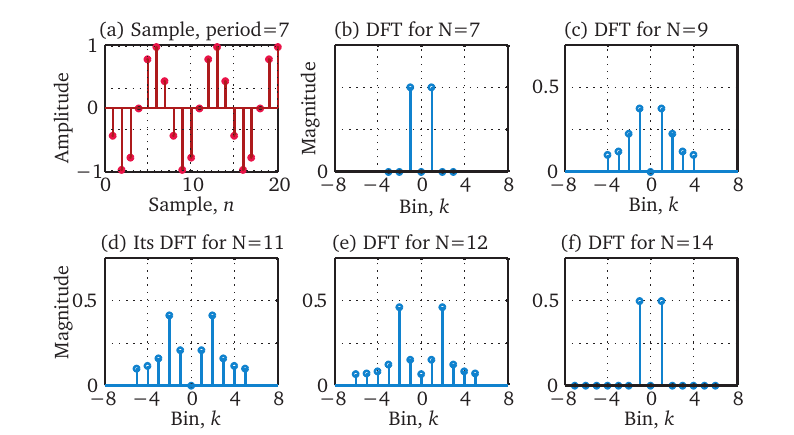 (a) Sample, period=7
Amplitude
1
0
−1
0
10
20
Sample, n
(b) DFT for N=7
Magnitude
0
−8
−4
0
4
8
Bin, k
(c) DFT for N=9
0.5
0
−8
−4
0
4
8
Bin, k
(d) Its DFT for N=11
Magnitude
0.5
0
−8
−4
0
4
8
Bin, k
(e) DFT for N=12
0.5
0
−8
−4
0
4
8
Bin, k
(f) DFT for N=14
0.5
0
−8
−4
0
4
8
Bin, k